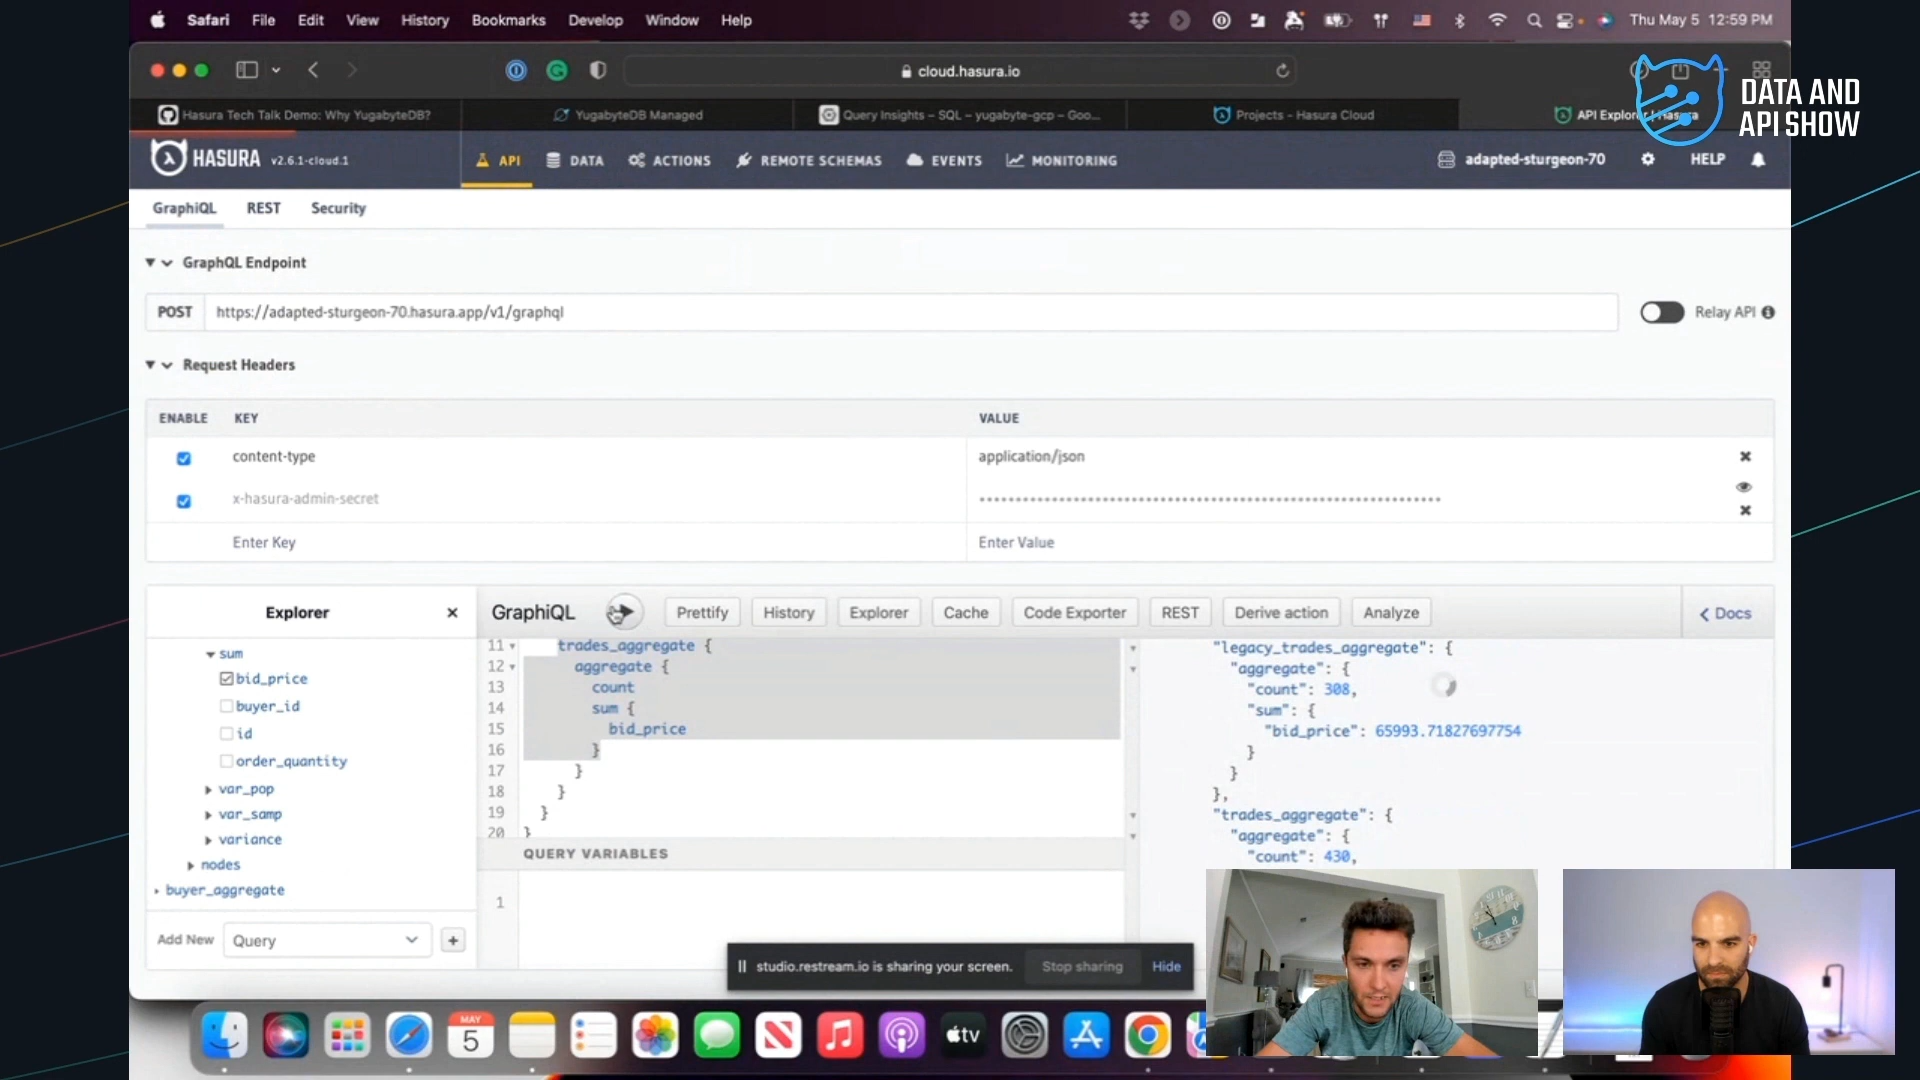 Safari File Edit View History Bookmarks Develop Window Help
Thu May 5 12:59 PM
cloud.hasura.io
DATA AND
API SHOW
Hasura Tech Talk Demo: Why YugabyteDB?
YugabyteDB Managed
Query Insights – SQL – yugabyte-gcp – Goo...
Projects - Hasura Cloud
HASURA v2.6.1-cloud.1
API
DATA
ACTIONS
REMOTE SCHEMAS
EVENTS
MONITORING
adapted-sturgeon-70
HELP
GraphiQL REST Security
GraphQL Endpoint
POST https://adapted-sturgeon-70.hasura.app/v1/graphql
Relay API
Request Headers
ENABLE KEY VALUE
content-type application/json
x-hasura-admin-secret
Enter Key Enter Value
Explorer
GraphiQL
Prettify History Explorer Cache Code Exporter REST Derive action Analyze
Docs
sum
bid_price
buyer_id
id
order_quantity
var_pop
var_samp
variance
nodes
buyer_aggregate
Add New Query +
11 trades_aggregate {
12 aggregate {
13 count
14 sum {
15 bid_price
16 }
17 }
18 }
19 }
20 }
QUERY VARIABLES
1
"legacy_trades_aggregate": {
"aggregate": {
"count": 308,
"sum": {
"bid_price": 65993.71827697754
}
}
},
"trades_aggregate": {
"aggregate": {
"count": 430,
studio.restream.io is sharing your screen. Stop sharing Hide
MAY
5
tv